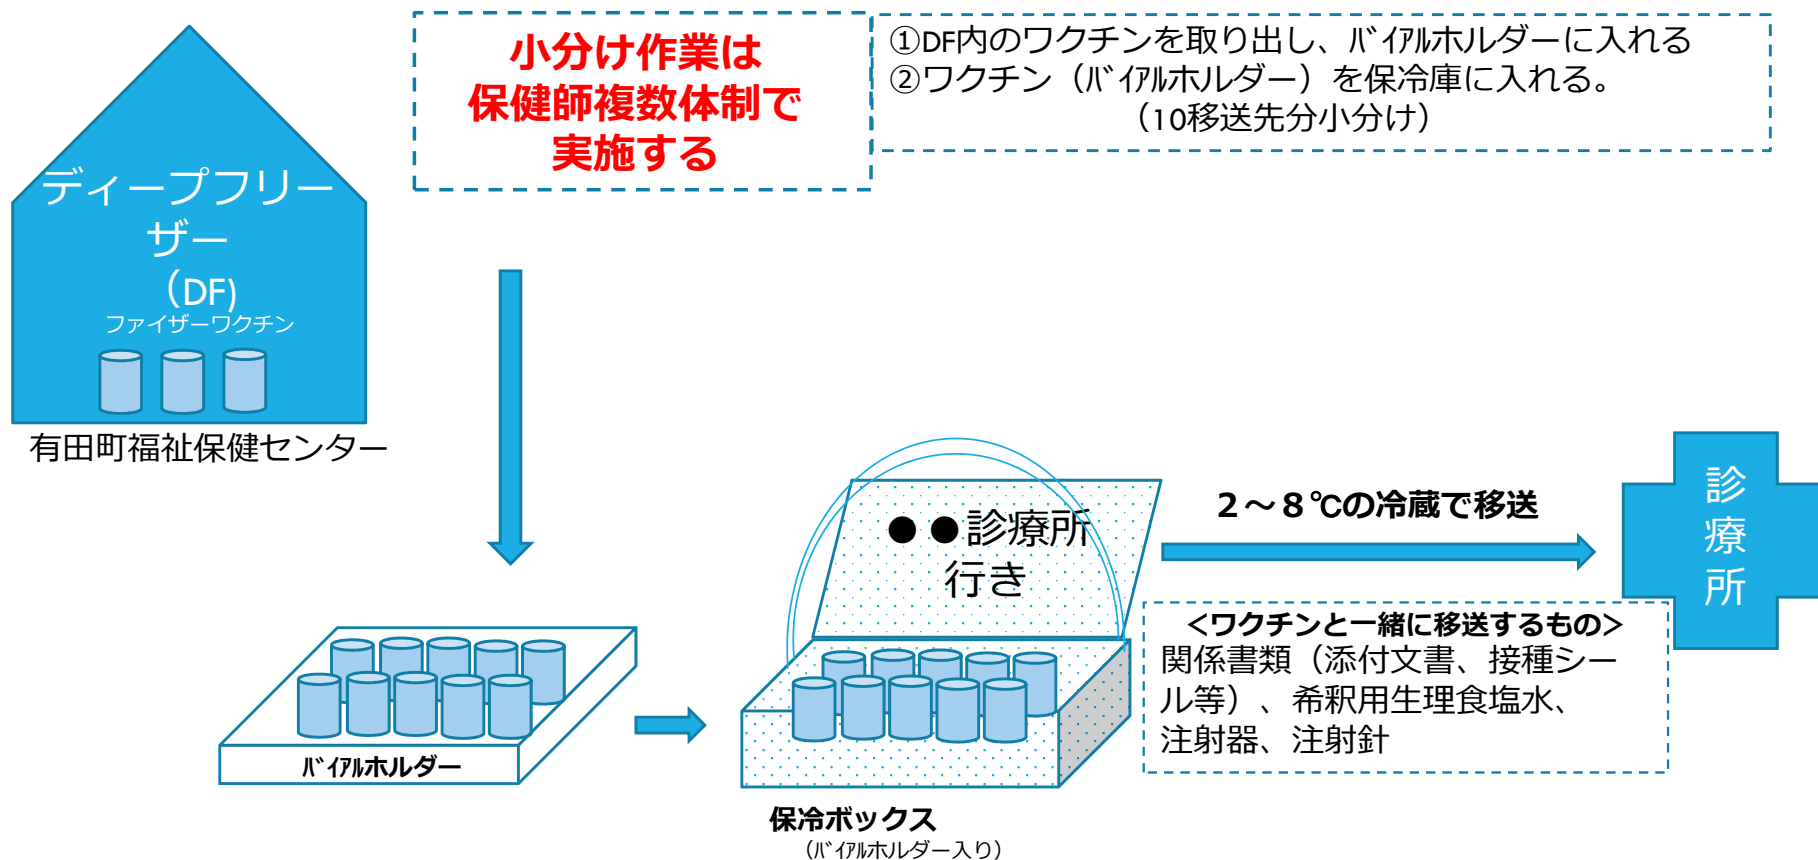 小分け作業は
保健師複数体制で
実施する
①DF内のワクチンを取り出し、ﾊﾞｲｱﾙホルダーに入れる
②ワクチン（ﾊﾞｲｱﾙホルダー）を保冷庫に入れる。
（10移送先分小分け）
ディープフリー
ザー
（DF)
ファイザーワクチン
有田町福祉保健センター
●●診療所
行き
２～８℃の冷蔵で移送
診
療
所
<ワクチンと一緒に移送するもの>
関係書類（添付文書、接種シー
ル等）、希釈用生理食塩水、
注射器、注射針
ﾊﾞｲｱﾙホルダー
保冷ボックス
（ﾊﾞｲｱﾙホルダー入り）